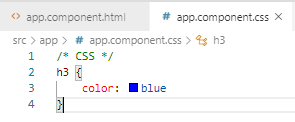 app.component.html # app.component.css ×
src > app > # app.component.css > h3
1 /* CSS */
2 h3 {
3 color: blue
4 }